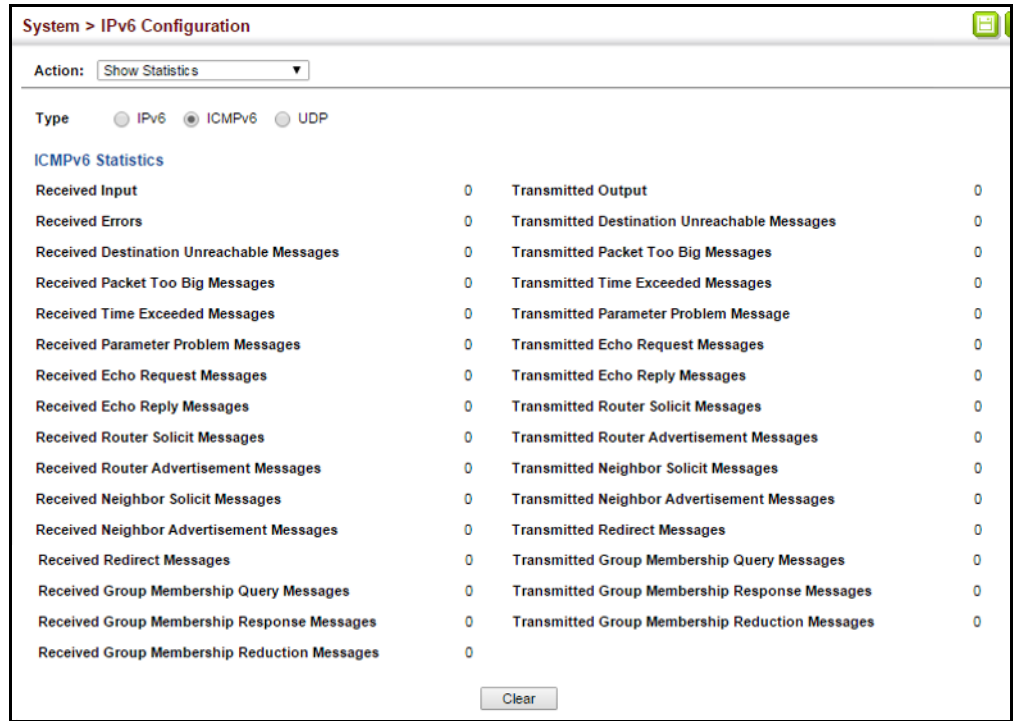 System > IPv6 Configuration
Action: Show Statistics
Type IPv6 ICMPv6 UDP
ICMPv6 Statistics
Received Input 0 Transmitted Output 0
Received Errors 0 Transmitted Destination Unreachable Messages 0
Received Destination Unreachable Messages 0 Transmitted Packet Too Big Messages 0
Received Packet Too Big Messages 0 Transmitted Time Exceeded Messages 0
Received Time Exceeded Messages 0 Transmitted Parameter Problem Message 0
Received Parameter Problem Messages 0 Transmitted Echo Request Messages 0
Received Echo Request Messages 0 Transmitted Echo Reply Messages 0
Received Echo Reply Messages 0 Transmitted Router Solicit Messages 0
Received Router Solicit Messages 0 Transmitted Router Advertisement Messages 0
Received Router Advertisement Messages 0 Transmitted Neighbor Solicit Messages 0
Received Neighbor Solicit Messages 0 Transmitted Neighbor Advertisement Messages 0
Received Neighbor Advertisement Messages 0 Transmitted Redirect Messages 0
Received Redirect Messages 0 Transmitted Group Membership Query Messages 0
Received Group Membership Query Messages 0 Transmitted Group Membership Response Messages 0
Received Group Membership Response Messages 0 Transmitted Group Membership Reduction Messages 0
Received Group Membership Reduction Messages 0
Clear